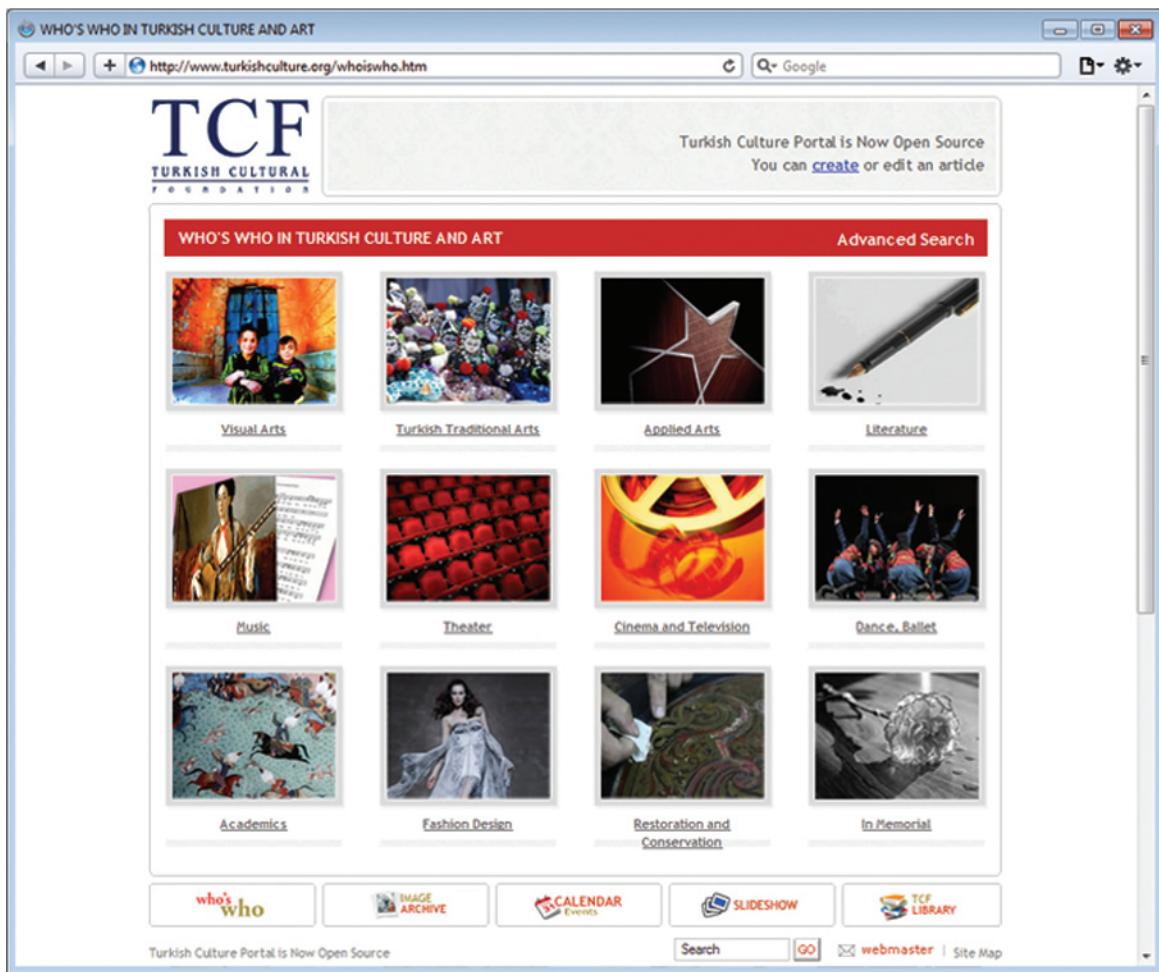 WHO'S WHO IN TURKISH CULTURE AND ART
http://www.turkishculture.org/whoiswho.htm
Google
TCF
TURKISH CULTURAL
FOUNDATION
Turkish Culture Portal is Now Open Source
You can create or edit an article
WHO'S WHO IN TURKISH CULTURE AND ART
Advanced Search
Visual Arts
Turkish Traditional Arts
Applied Arts
Literature
Music
Theater
Cinema and Television
Dance, Ballet
Academics
Fashion Design
Restoration and
Conservation
In Memorial
who's
who
IMAGE
ARCHIVE
CALENDAR
Events
SLIDESHOW
TCF
LIBRARY
Turkish Culture Portal is Now Open Source
Search
GO
webmaster | Site Map